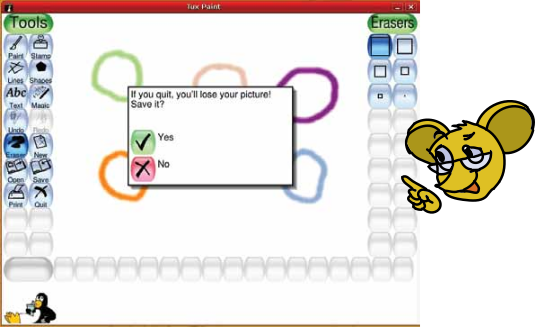 Tux Paint
Tools
Erasers
Paint Stamp
Lines Shapes
Abc
Text Magic
Undo Redo
Eraser New
Open Save
Print Quit
If you quit, you'll lose your picture!
Save it?
Yes
No